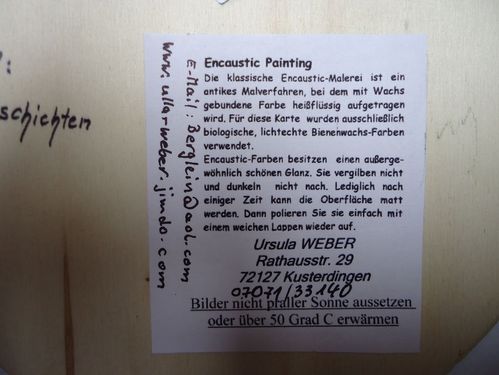 :
schichten
www.ulla-weber.jimdo.com
E-Mail: Berglein@aol.com
Encaustic Painting
Die klassische Encaustic-Malerei ist ein
antikes Malverfahren, bei dem mit Wachs
gebundene Farbe heißflüssig aufgetragen
wird. Für diese Karte wurden ausschließlich
biologische, lichtechte Bienenwachs-Farben
verwendet.
Encaustic-Farben besitzen einen außerge-
wöhnlich schönen Glanz. Sie vergilben nicht
und dunkeln nicht nach. Lediglich nach
einiger Zeit kann die Oberfläche matt
werden. Dann polieren Sie sie einfach mit
einem weichen Lappen wieder auf.
Ursula WEBER
Rathausstr. 29
72127 Kusterdingen
07071/33140
Bilder nicht praller Sonne aussetzen
oder über 50 Grad C erwärmen